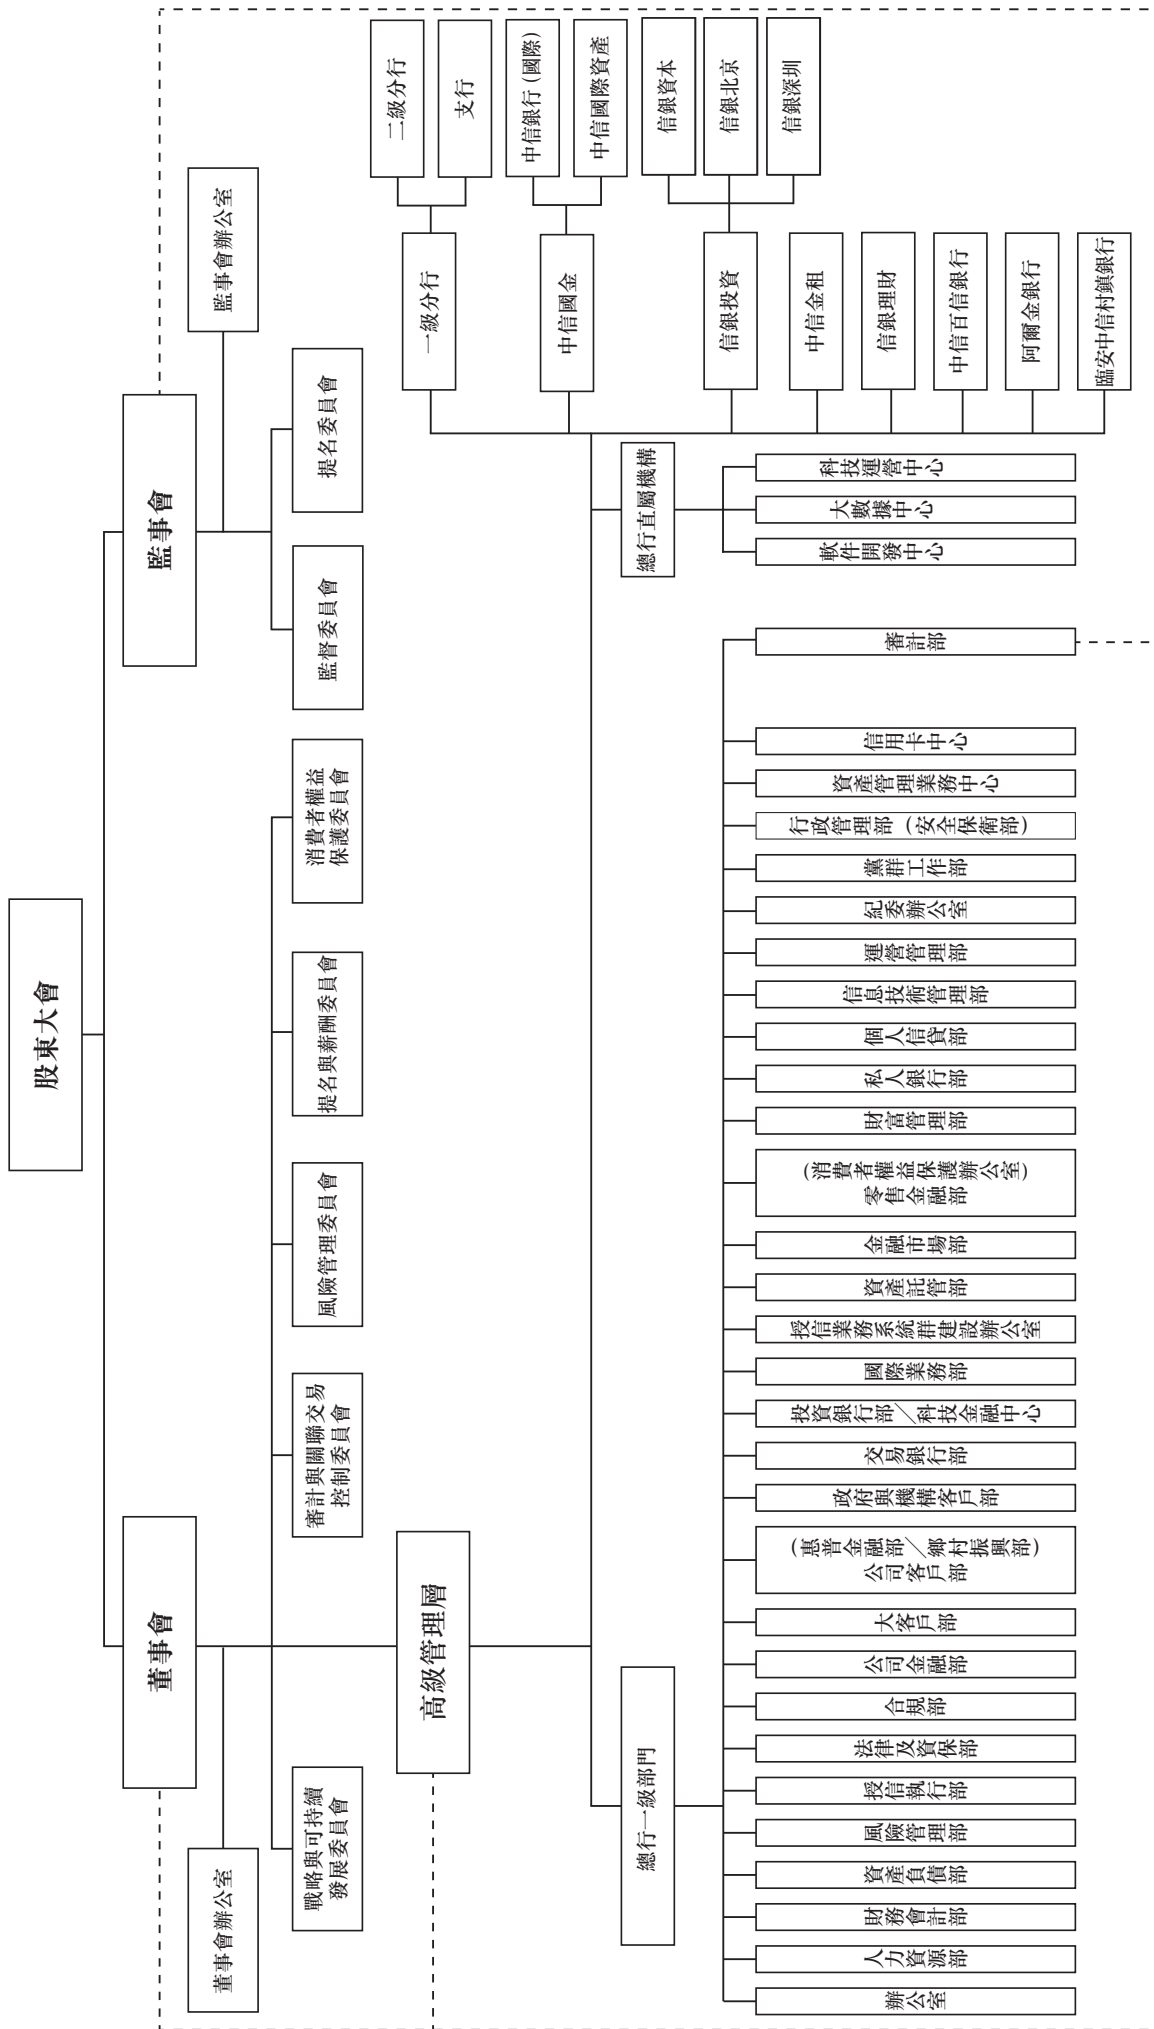 股東大會
董事會
監事會
董事會辦公室
監事會辦公室
戰略與可持續
發展委員會
審計與關聯交易
控制委員會
風險管理委員會
提名與薪酬委員會
消費者權益
保護委員會
監督委員會
提名委員會
高級管理層
總行一級部門
總行直屬機構
辦公室
人力資源部
財務會計部
資產負債部
風險管理部
授信執行部
法律及資保部
合規部
公司金融部
大客戶部
公司客戶部
（惠普金融部／鄉村振興部）
政府與機構客戶部
交易銀行部
投資銀行部／科技金融中心
國際業務部
授信業務系統群建設辦公室
資產託管部
金融市場部
零售金融部
（消費者權益保護辦公室）
財富管理部
私人銀行部
個人信貸部
信息技術管理部
運營管理部
紀委辦公室
黨群工作部
行政管理部（安全保衛部）
資產管理業務中心
信用卡中心
審計部
軟件開發中心
大數據中心
科技運營中心
一級分行
二級分行
支行
中信國金
中信銀行（國際）
中信國際資產
信銀投資
信銀資本
信銀北京
信銀深圳
中信金租
信銀理財
中信百信銀行
阿爾金銀行
臨安中信村鎮銀行